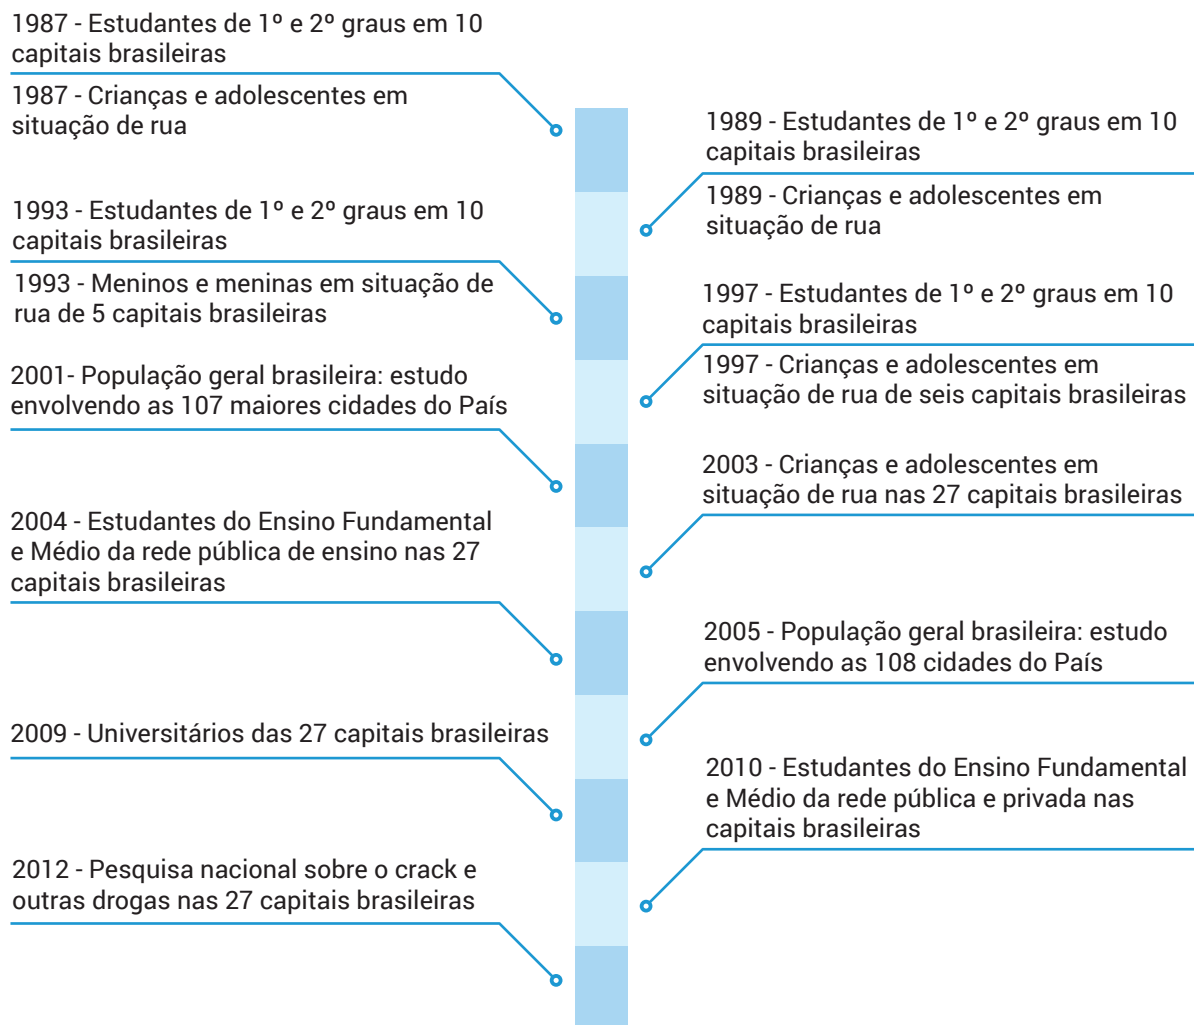 1987 - Estudantes de 1º e 2º graus em 10
capitais brasileiras
1987 - Crianças e adolescentes em
situação de rua
1989 - Estudantes de 1º e 2º graus em 10
capitais brasileiras
1989 - Crianças e adolescentes em
situação de rua
1993 - Estudantes de 1º e 2º graus em 10
capitais brasileiras
1993 - Meninos e meninas em situação de
rua de 5 capitais brasileiras
1997 - Estudantes de 1º e 2º graus em 10
capitais brasileiras
1997 - Crianças e adolescentes em
situação de rua de seis capitais brasileiras
2001- População geral brasileira: estudo
envolvendo as 107 maiores cidades do País
2003 - Crianças e adolescentes em
situação de rua nas 27 capitais brasileiras
2004 - Estudantes do Ensino Fundamental
e Médio da rede pública de ensino nas 27
capitais brasileiras
2005 - População geral brasileira: estudo
envolvendo as 108 cidades do País
2009 - Universitários das 27 capitais brasileiras
2010 - Estudantes do Ensino Fundamental
e Médio da rede pública e privada nas
capitais brasileiras
2012 - Pesquisa nacional sobre o crack e
outras drogas nas 27 capitais brasileiras